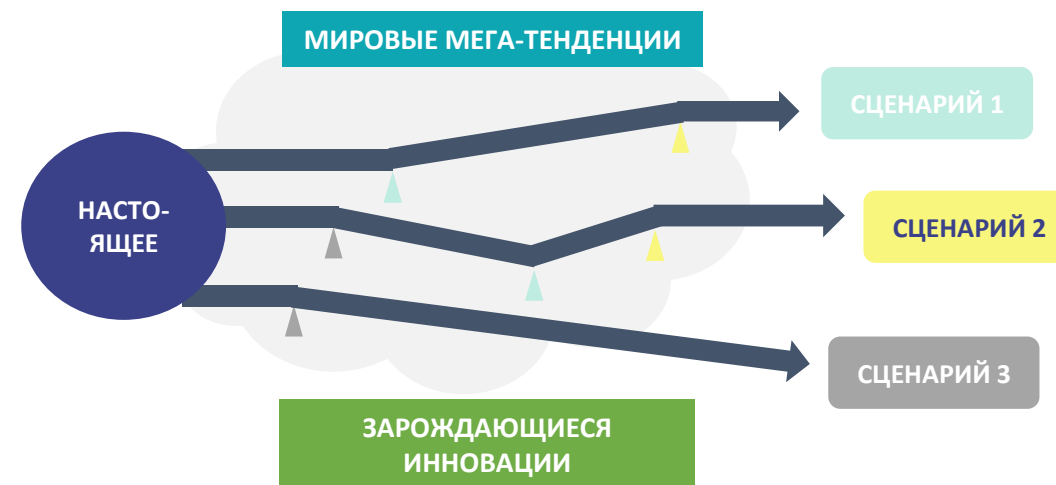 МИРОВЫЕ МЕГА-ТЕНДЕНЦИИ
СЦЕНАРИЙ 1
НАСТО-
ЯЩЕЕ
СЦЕНАРИЙ 2
СЦЕНАРИЙ 3
ЗАРОЖДАЮЩИЕСЯ
ИННОВАЦИИ